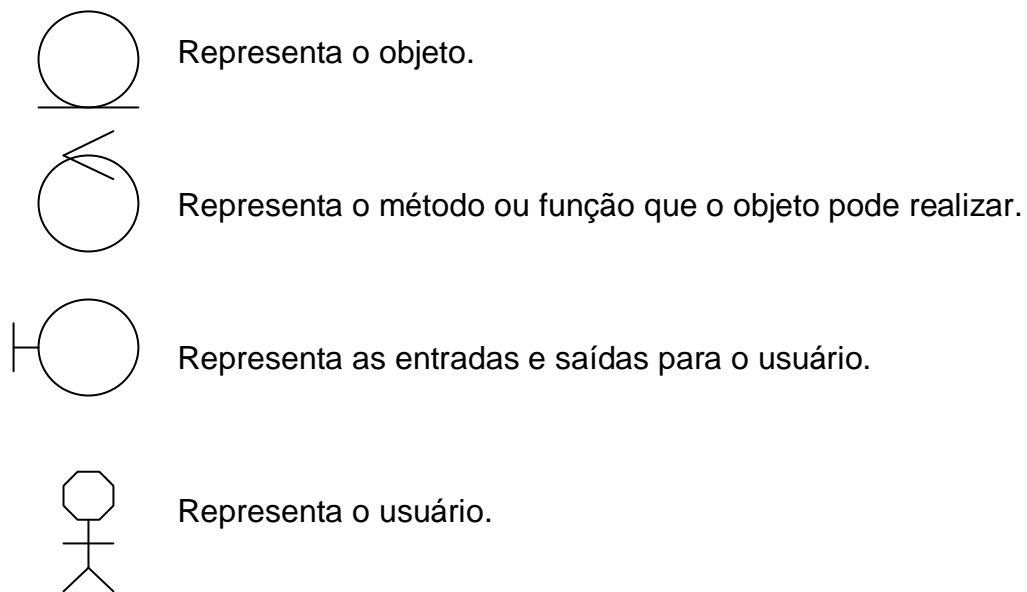 Representa o objeto.
Representa o método ou função que o objeto pode realizar.
Representa as entradas e saídas para o usuário.
Representa o usuário.